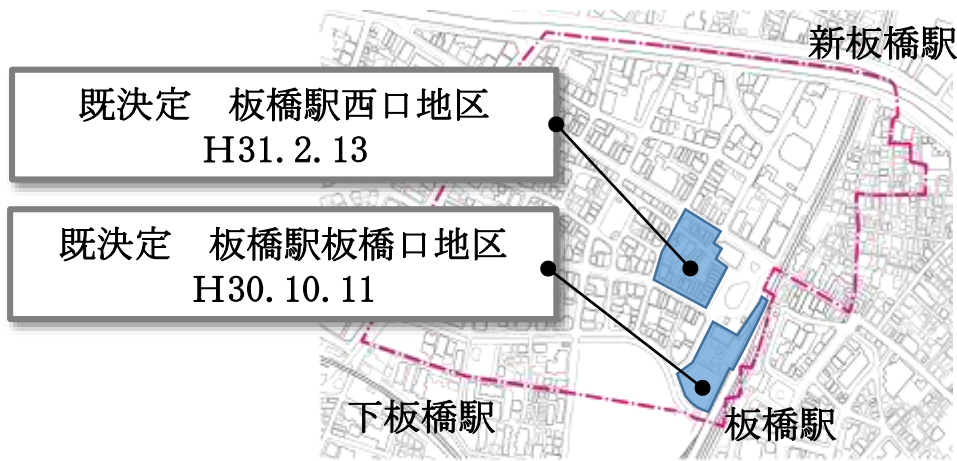 新板橋駅
既決定　板橋駅西口地区
H31.2.13
既決定　板橋駅板橋口地区
H30.10.11
下板橋駅
板橋駅